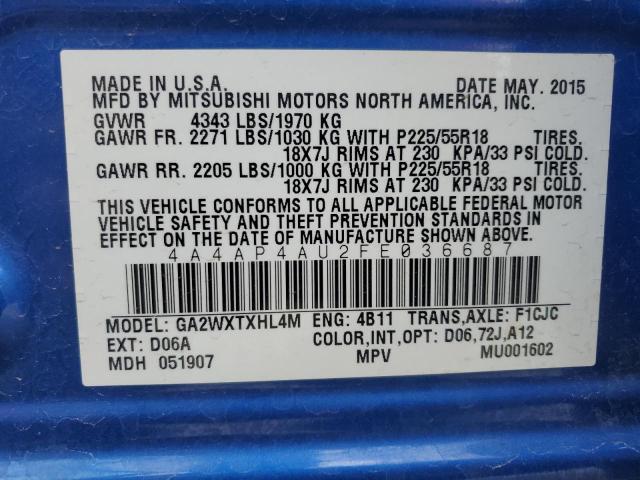 MADE IN U.S.A. DATE MAY. 2015
MFD BY MITSUBISHI MOTORS NORTH AMERICA, INC.
GVWR 4343 LBS/1970 KG
GAWR FR. 2271 LBS/1030 KG WITH P225/55R18 TIRES.
18X7J RIMS AT 230 KPA/33 PSI COLD.
GAWR RR. 2205 LBS/1000 KG WITH P225/55R18 TIRES.
18X7J RIMS AT 230 KPA/33 PSI COLD.
THIS VEHICLE CONFORMS TO ALL APPLICABLE FEDERAL MOTOR
VEHICLE SAFETY AND THEFT PREVENTION STANDARDS IN
EFFECT ON THE DATE OF MANUFACTURE SHOWN ABOVE.
4A4AP4AU2FE036687
MODEL: GA2WXTXHL4M ENG: 4B11 TRANS,AXLE: F1CJC
EXT: D06A COLOR,INT,OPT: D06,72J,A12
MDH 051907 MPV MU001602